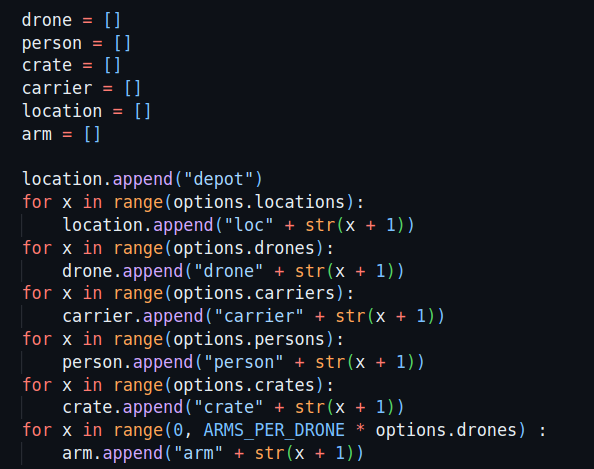 drone = []
person = []
crate = []
carrier = []
location = []
arm = []

location.append("depot")
for x in range(options.locations):
    location.append("loc" + str(x + 1))
for x in range(options.drones):
    drone.append("drone" + str(x + 1))
for x in range(options.carriers):
    carrier.append("carrier" + str(x + 1))
for x in range(options.persons):
    person.append("person" + str(x + 1))
for x in range(options.crates):
    crate.append("crate" + str(x + 1))
for x in range(0, ARMS_PER_DRONE * options.drones) :
    arm.append("arm" + str(x + 1))